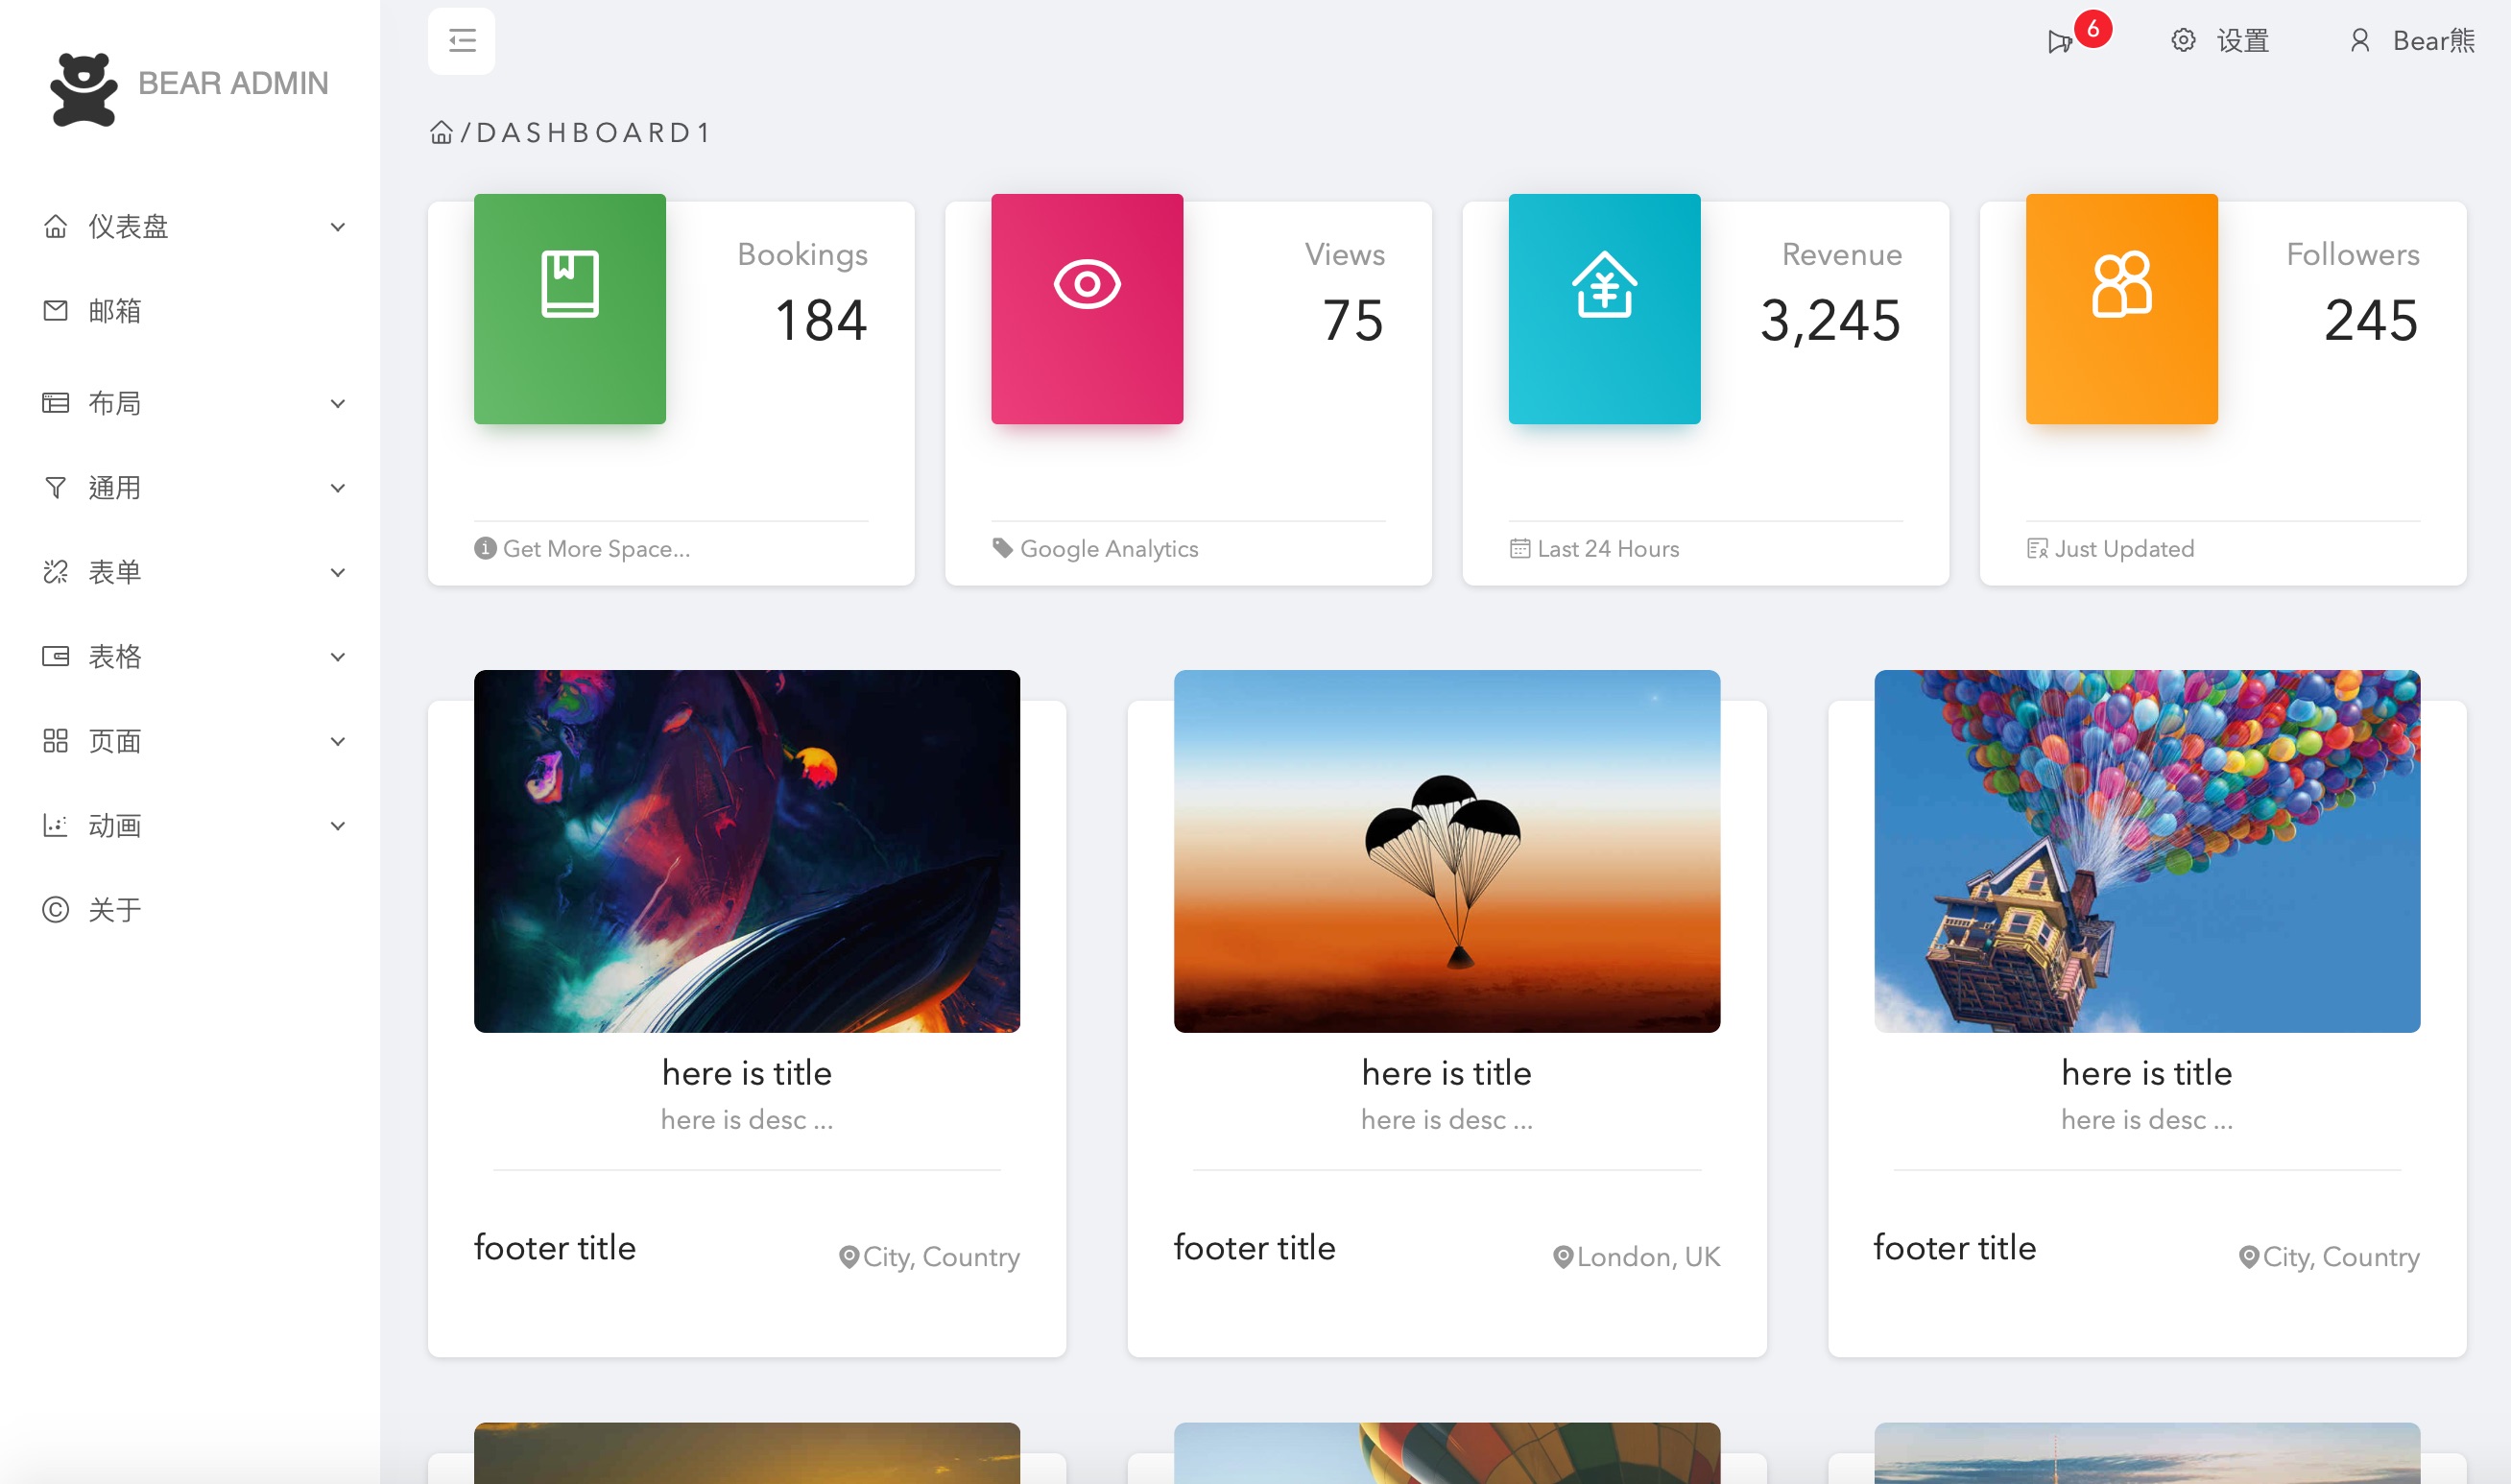 BEAR ADMIN
仪表盘
邮箱
布局
通用
表单
表格
页面
动画
关于
6
设置
Bear熊
/DASHBOARD1
Bookings
184
Get More Space...
Views
75
Google Analytics
Revenue
3,245
Last 24 Hours
Followers
245
Just Updated
here is title
here is desc ...
footer title
City, Country
here is title
here is desc ...
footer title
London, UK
here is title
here is desc ...
footer title
City, Country